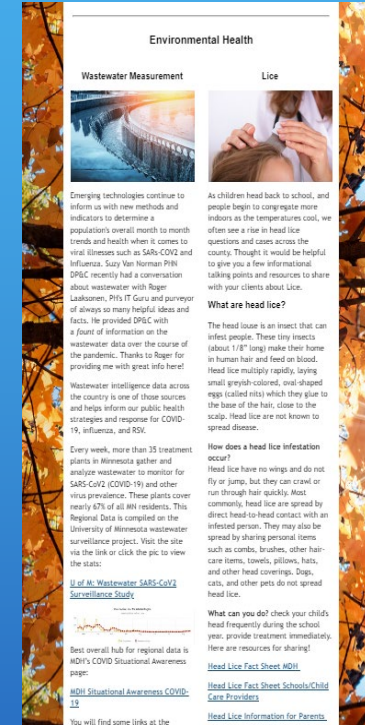 Environmental Health
Wastewater Measurement
Emerging technologies continue to
inform us with new methods and
indicators to determine a
population's overall month to month
trends and health when it comes to
viral illnesses such as SARs-COV2 and
Influenza. Suzy Van Norman PHN
DP&C recently had a conversation
about wastewater with Roger
Laaksonen, PH's IT Guru and purveyor
of always so many helpful ideas and
facts. He provided DP&C with
a fount of information on the
wastewater data over the course of
the pandemic. Thanks to Roger for
providing me with great info here!
Wastewater intelligence data across
the country is one of those sources
and helps inform our public health
strategies and response for COVID-
19, influenza, and RSV.
Every week, more than 35 treatment
plants in Minnesota gather and
analyze wastewater to monitor for
SARS-CoV2 (COVID-19) and other
virus prevalence. These plants cover
nearly 67% of all MN residents. This
Regional Data is compiled on the
University of Minnesota wastewater
surveillance project. Visit the site
via the link or click the pic to view
the stats:
U of M: Wastewater SARS-CoV2
Surveillance Study
Best overall hub for regional data is
MDH's COVID Situational Awareness
page:
MDH Situational Awareness COVID-
19
You will find some links at the
Lice
As children head back to school, and
people begin to congregate more
indoors as the temperatures cool, we
often see a rise in head lice
questions and cases across the
county. Thought it would be helpful
to give you a few informational
talking points and resources to share
with your clients about Lice.
What are head lice?
The head louse is an insect that can
infest people. These tiny insects
(about 1/8" long) make their home
in human hair and feed on blood.
Head lice multiply rapidly, laying
small greyish-colored, oval-shaped
eggs (called nits) which they glue to
the base of the hair, close to the
scalp. Head lice are not known to
spread disease.
How does a head lice infestation
occur?
Head lice have no wings and do not
fly or jump, but they can crawl or
run through hair quickly. Most
commonly, head lice are spread by
direct head-to-head contact with an
infested person. They may also be
spread by sharing personal items
such as combs, brushes, other hair-
care items, towels, pillows, hats,
and other head coverings. Dogs,
cats, and other pets do not spread
head lice.
What can you do? check your child's
head frequently during the school
year. provide treatment immediately.
Here are resources for sharing!
Head Lice Fact Sheet MDH
Head Lice Fact Sheet Schools/Child
Care Providers
Head Lice Information for Parents